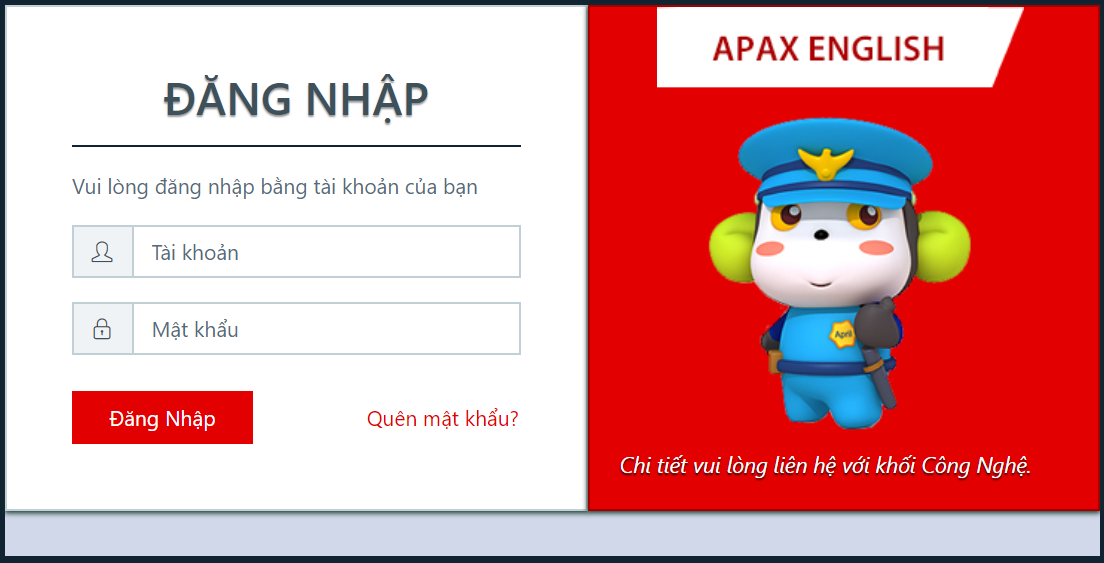 ĐĂNG NHẬP
Vui lòng đăng nhập bằng tài khoản của bạn
Tài khoản
Mật khẩu
Đăng Nhập
Quên mật khẩu?
APAX ENGLISH
April
Chi tiết vui lòng liên hệ với khối Công Nghệ.